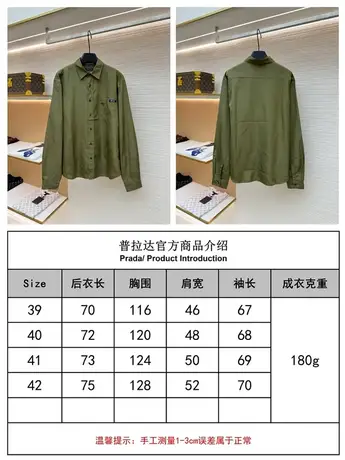 普拉达官方商品介绍
Prada/ Product Introduction
Size 后衣长 胸围 肩宽 袖长 成衣克重
39 70 116 46 67
40 72 120 48 68
41 73 124 50 69
42 75 128 52 70
180g
温馨提示：手工测量1-3cm误差属于正常